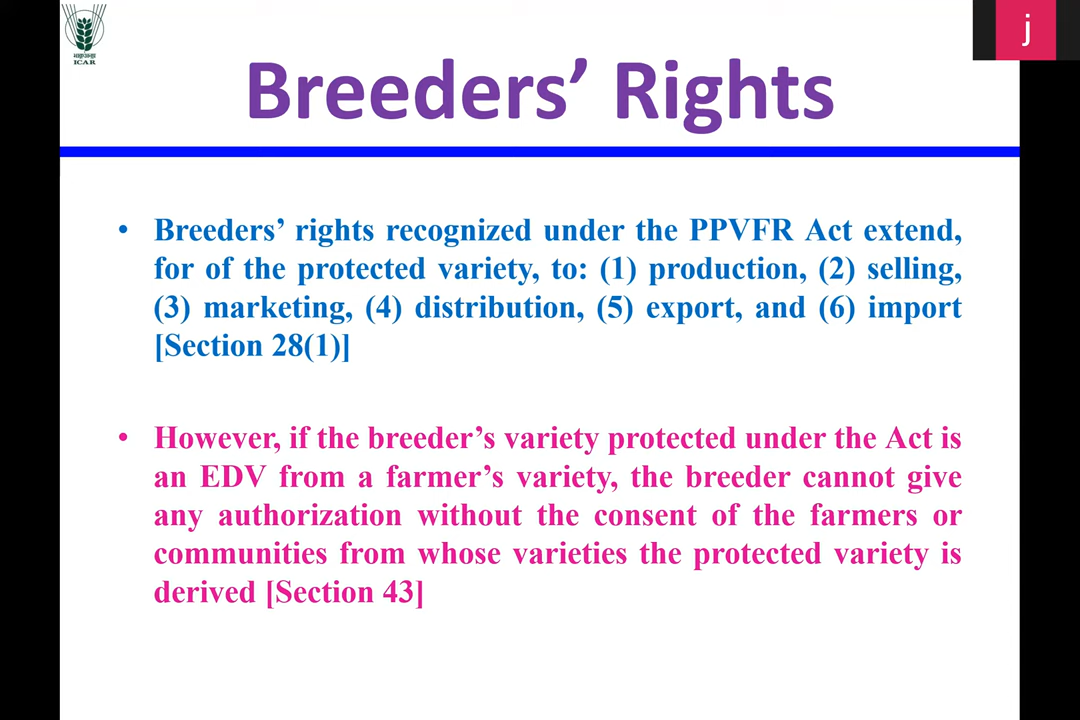 ICAR
j
Breeders’ Rights
• Breeders’ rights recognized under the PPVFR Act extend,
for of the protected variety, to: (1) production, (2) selling,
(3) marketing, (4) distribution, (5) export, and (6) import
[Section 28(1)]
• However, if the breeder’s variety protected under the Act is
an EDV from a farmer’s variety, the breeder cannot give
any authorization without the consent of the farmers or
communities from whose varieties the protected variety is
derived [Section 43]